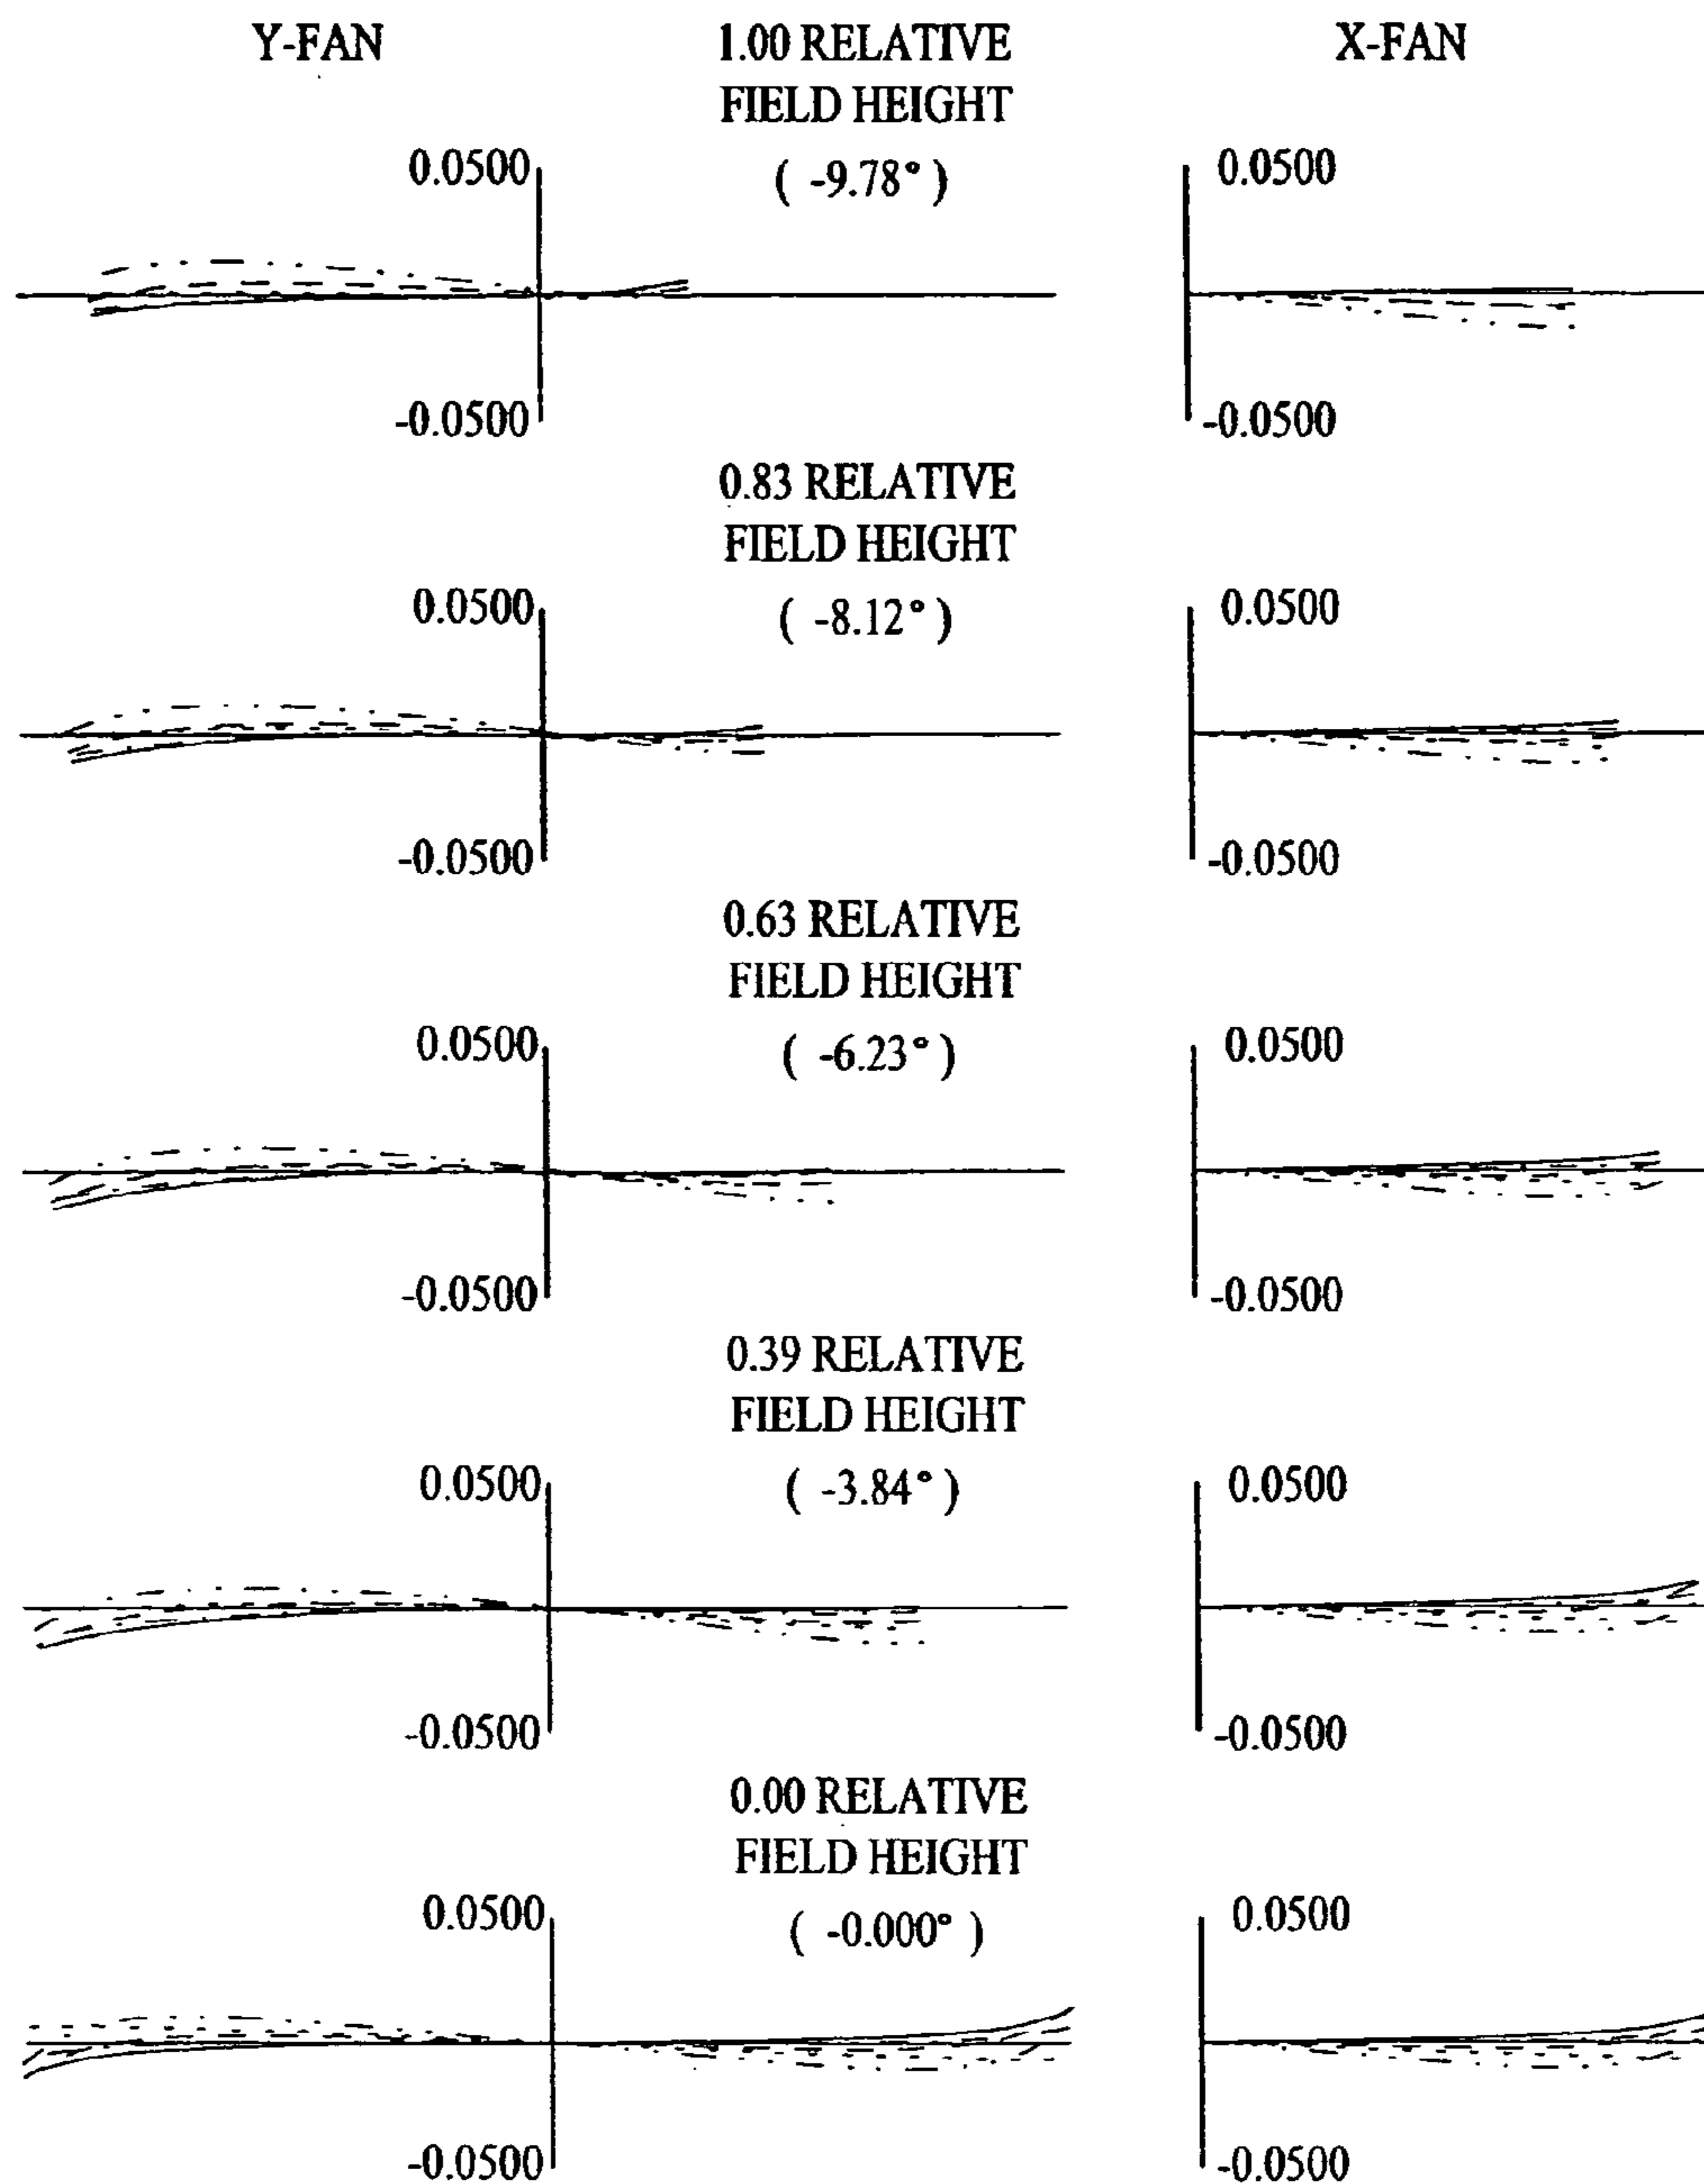 Y-FAN
1.00 RELATIVE
FIELD HEIGHT
( -9.78° )
X-FAN
0.0500
-0.0500
0.0500
-0.0500
0.83 RELATIVE
FIELD HEIGHT
( -8.12° )
0.0500
-0.0500
0.0500
-0.0500
0.63 RELATIVE
FIELD HEIGHT
( -6.23° )
0.0500
-0.0500
0.0500
-0.0500
0.39 RELATIVE
FIELD HEIGHT
( -3.84° )
0.0500
-0.0500
0.0500
-0.0500
0.00 RELATIVE
FIELD HEIGHT
( -0.000° )
0.0500
-0.0500
0.0500
-0.0500